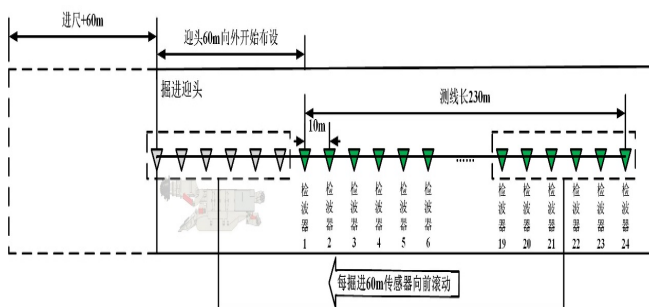 进尺+60m
迎头60m向外开始布设
掘进迎头
测线长230m
10m
......
检波器1
检波器2
检波器3
检波器4
检波器5
检波器6
检波器19
检波器20
检波器21
检波器22
检波器23
检波器24
每掘进60m传感器向前滚动